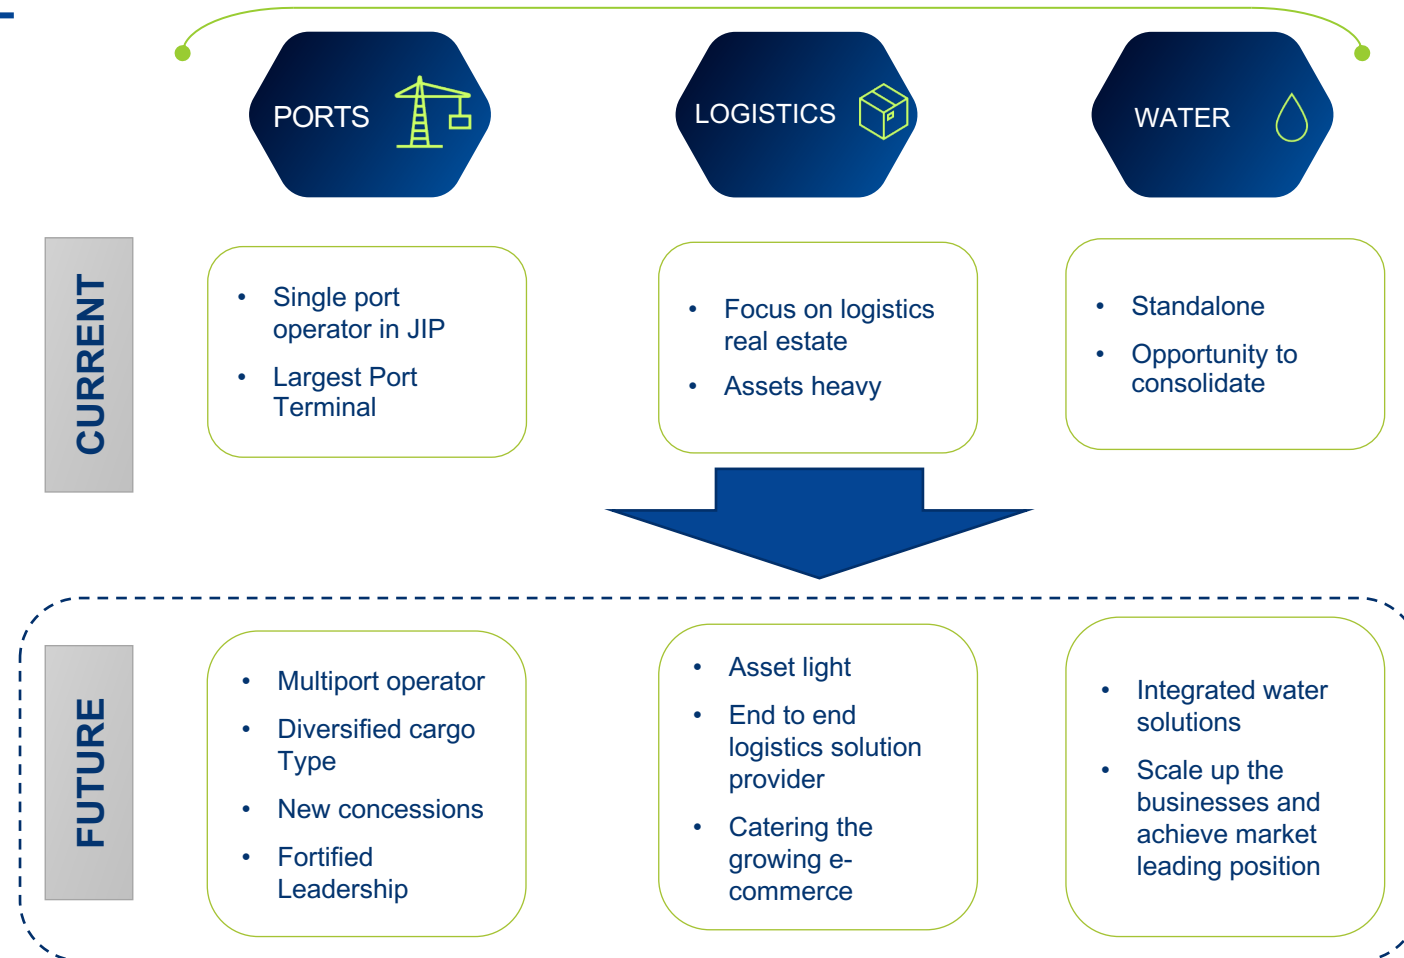 PORTS
LOGISTICS
WATER
CURRENT
• Single port
operator in JIP
• Largest Port
Terminal
• Focus on logistics
real estate
• Assets heavy
• Standalone
• Opportunity to
consolidate
FUTURE
• Multiport operator
• Diversified cargo
Type
• New concessions
• Fortified
Leadership
• Asset light
• End to end
logistics solution
provider
• Catering the
growing e-
commerce
• Integrated water
solutions
• Scale up the
businesses and
achieve market
leading position